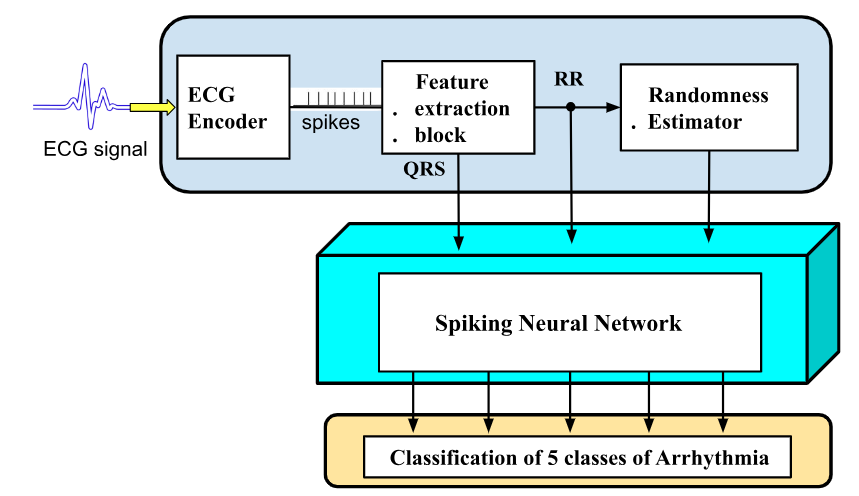 ECG signal
ECG
Encoder
spikes
Feature
. extraction
. block
QRS
RR
Randomness
. Estimator
Spiking Neural Network
Classification of 5 classes of Arrhythmia